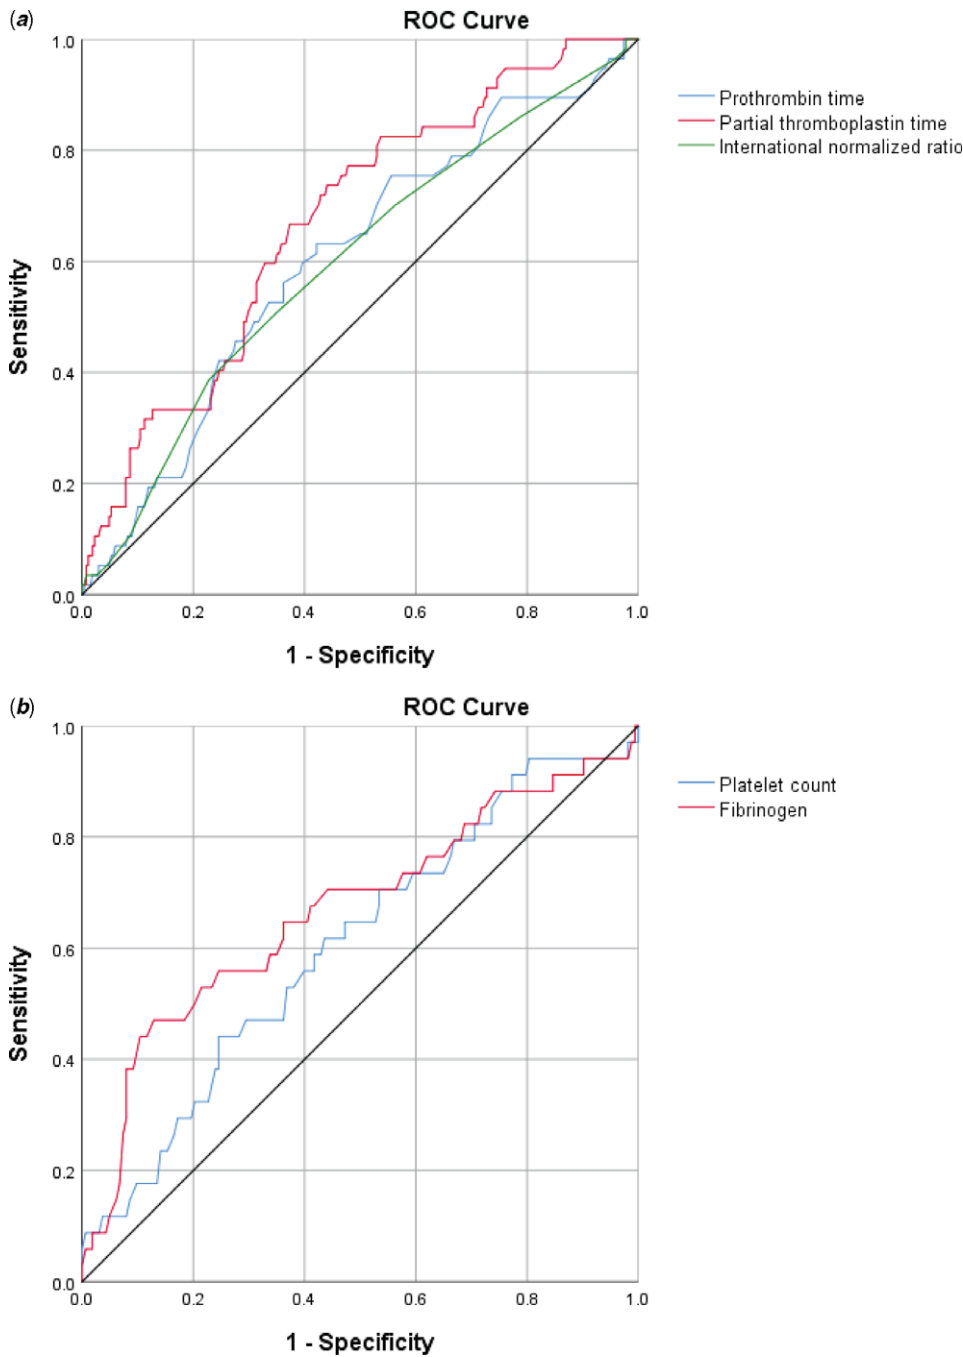 (a)
ROC Curve
1.0
0.8
0.6
0.4
0.2
0.0
Sensitivity
0.0 0.2 0.4 0.6 0.8 1.0
1 - Specificity
Prothrombin time
Partial thromboplastin time
International normalized ratio
(b)
ROC Curve
1.0
0.8
0.6
0.4
0.2
0.0
Sensitivity
0.0 0.2 0.4 0.6 0.8 1.0
1 - Specificity
Platelet count
Fibrinogen